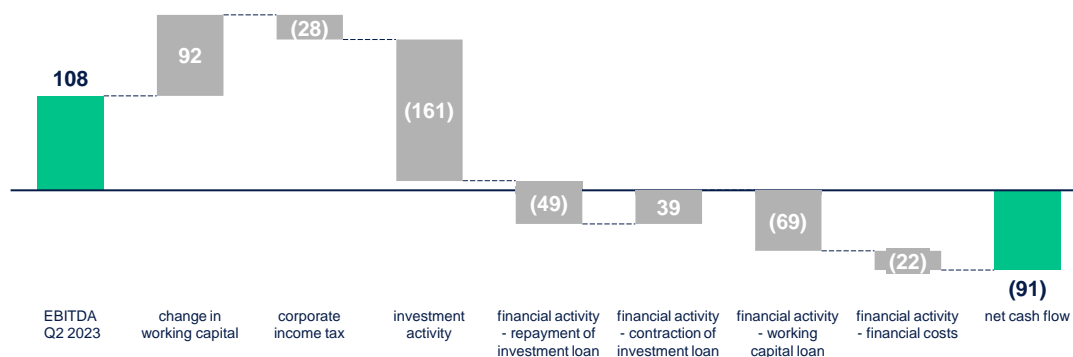 108
92
(28)
(161)
(49)
39
(69)
(22)
(91)
EBITDA
Q2 2023
change in
working capital
corporate
income tax
investment
activity
financial activity
- repayment of
investment loan
financial activity
- contraction of
investment loan
financial activity
- working
capital loan
financial activity
- financial costs
net cash flow